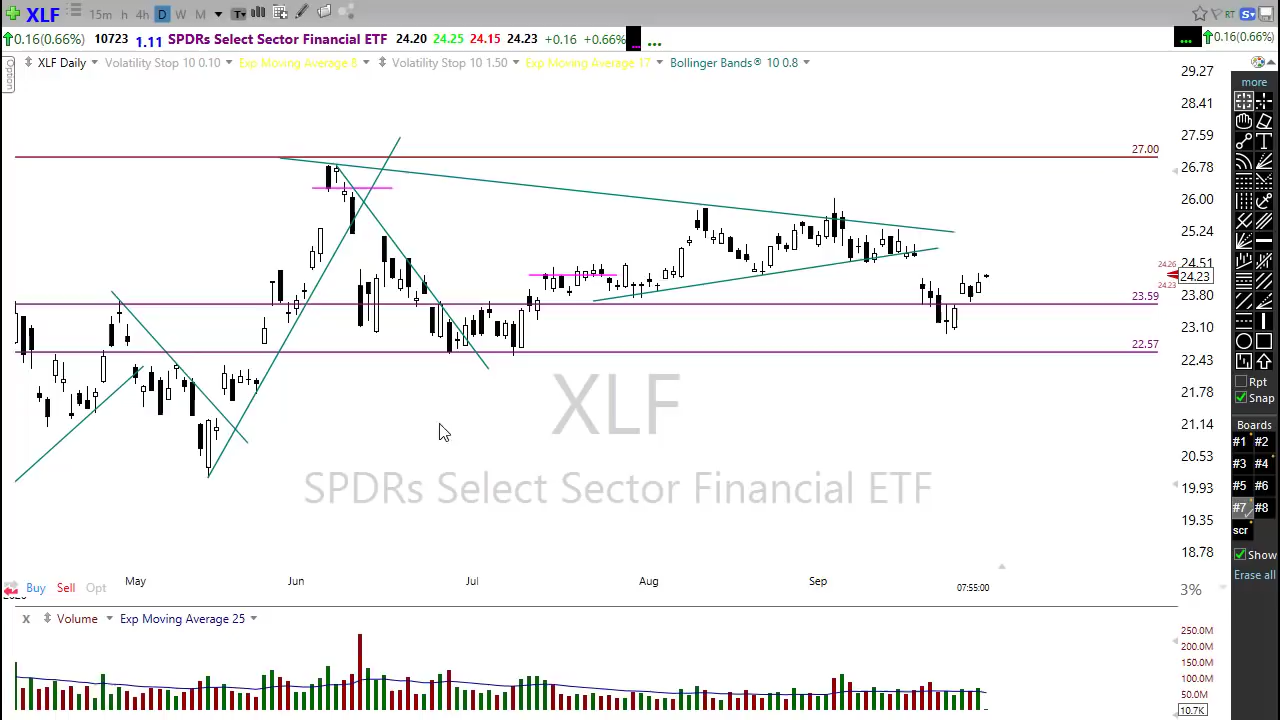 XLF 15m h 4h D W M T RT S
0.16(0.66%) 10723 1.11 SPDRs Select Sector Financial ETF 24.20 24.25 24.15 24.23 +0.16 +0.66% ... ... 0.16(0.66%)
Option
XLF Daily Volatility Stop 10 0.10 Exp Moving Average 8 Volatility Stop 10 1.50 Exp Moving Average 17 Bollinger Bands® 10 0.8
29.27
28.41
27.59
27.00
26.78
26.00
25.24
24.51
24.26
24.23
24.23
23.80
23.59
23.10
22.57
22.43
21.78
21.14
20.53
19.93
19.35
18.78
XLF
SPDRs Select Sector Financial ETF
May Jun Jul Aug Sep 07:55:00
Buy Sell Opt
3%
x Volume Exp Moving Average 25
250.0M
200.0M
150.0M
100.0M
50.0M
10.7K
more
T
Rpt
Snap
Boards
#1 #2
#3 #4
#5 #6
#7 #8
scr
Show
Erase all